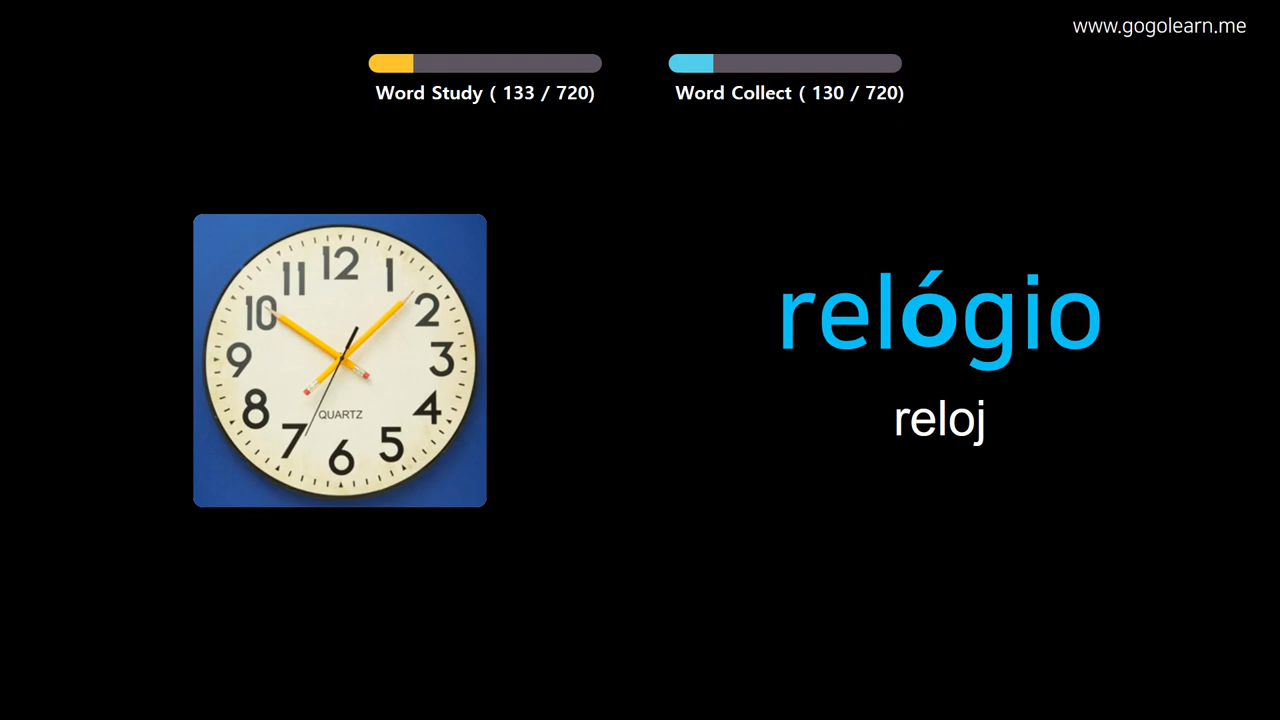 www.gogolearn.me
Word Study ( 133 / 720)
Word Collect ( 130 / 720)
12
11
1
10
2
9
3
8
4
QUARTZ
7
5
6
relógio
reloj